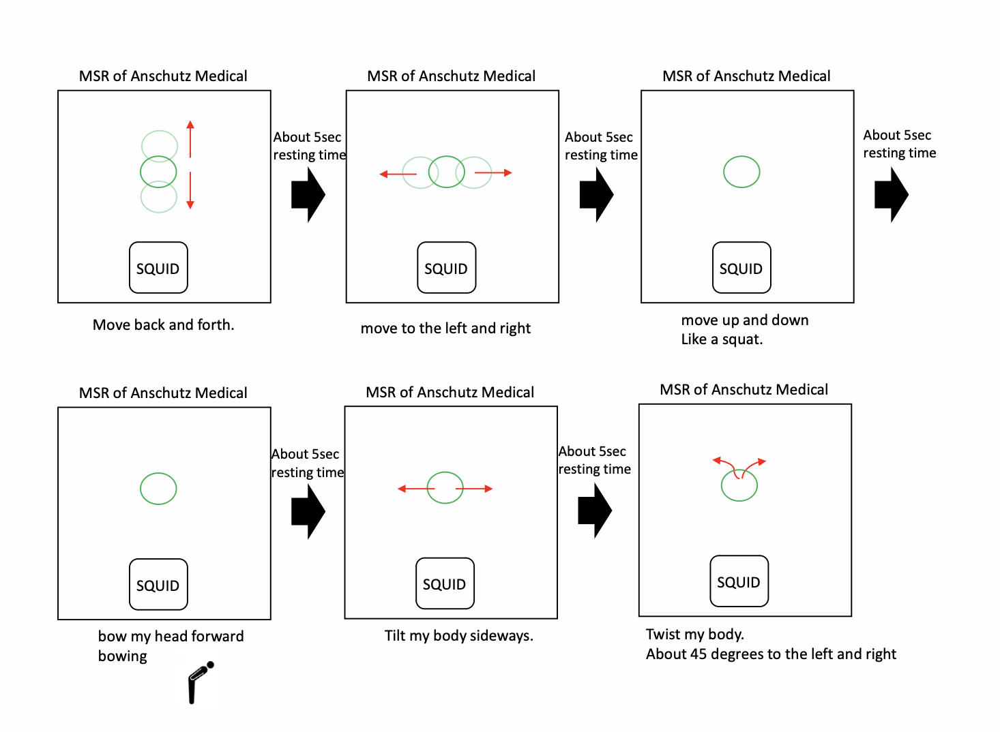 MSR of Anschutz Medical
MSR of Anschutz Medical
MSR of Anschutz Medical
About 5sec
resting time
About 5sec
resting time
About 5sec
resting time
SQUID
SQUID
SQUID
Move back and forth.
move to the left and right
move up and down
Like a squat.
MSR of Anschutz Medical
MSR of Anschutz Medical
MSR of Anschutz Medical
About 5sec
resting time
About 5sec
resting time
SQUID
SQUID
SQUID
bow my head forward
bowing
Tilt my body sideways.
Twist my body.
About 45 degrees to the left and right